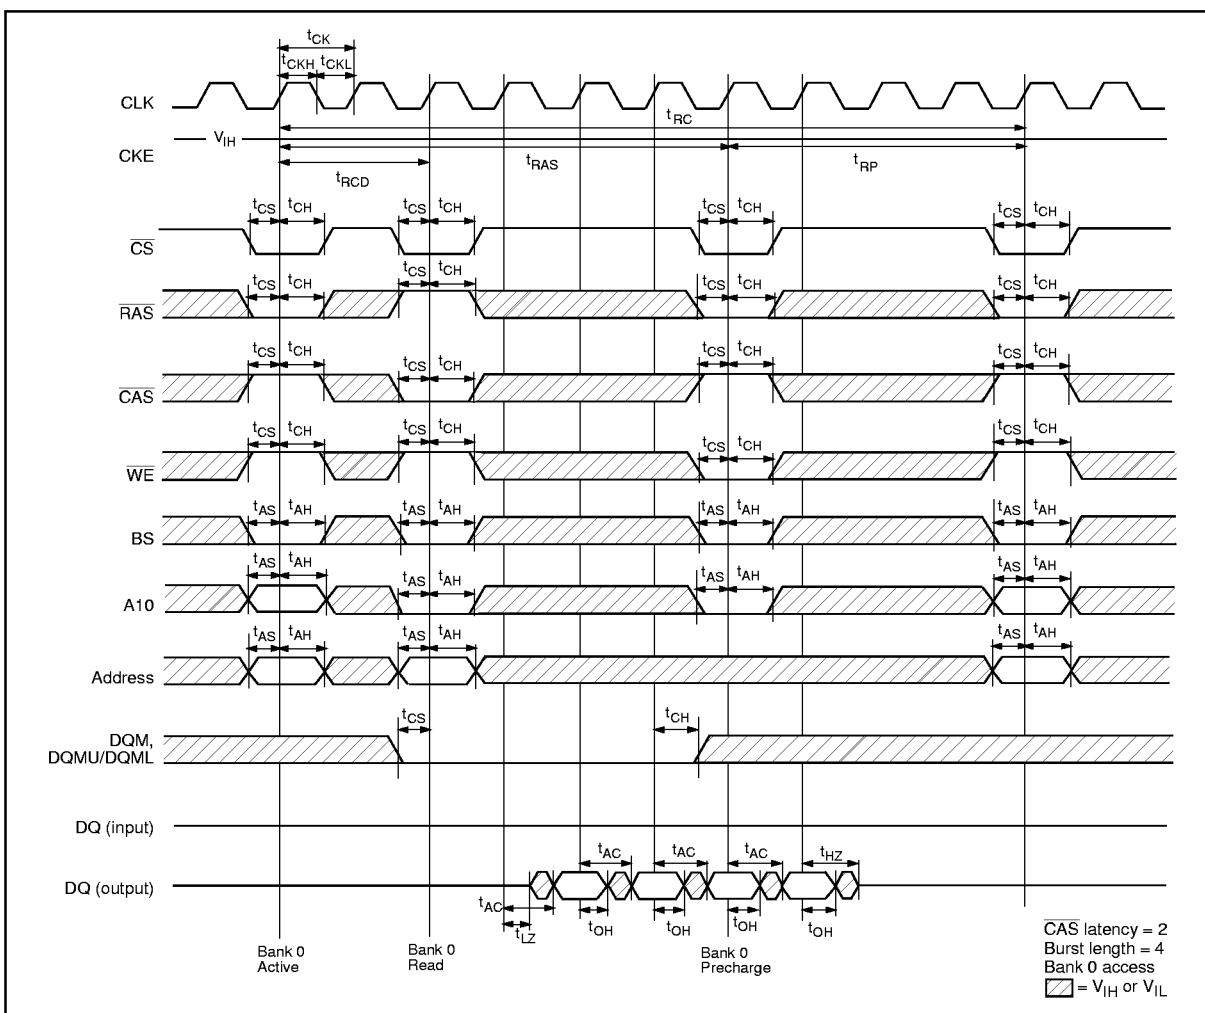 tCK
tCKH tCKL
CLK
tRC
VIH
CKE
tRAS tRP
tRCD
tCS tCH tCS tCH tCS tCH tCS tCH
CS
tCS tCH tCS tCH tCS tCH tCS tCH
RAS
tCS tCH tCS tCH tCS tCH tCS tCH
CAS
tCS tCH tCS tCH tCS tCH tCS tCH
WE
tAS tAH tAS tAH tAS tAH tAS tAH
BS
tAS tAH tAS tAH tAS tAH tAS tAH
A10
tAS tAH tAS tAH tAS tAH
Address
tCS tCH
DQM,
DQMU/DQML
DQ (input)
tAC tAC tAC tHZ
DQ (output)
tAC
tLZ tOH tOH tOH tOH
Bank 0
Active
Bank 0
Read
Bank 0
Precharge
CAS latency = 2
Burst length = 4
Bank 0 access
= VIH or VIL